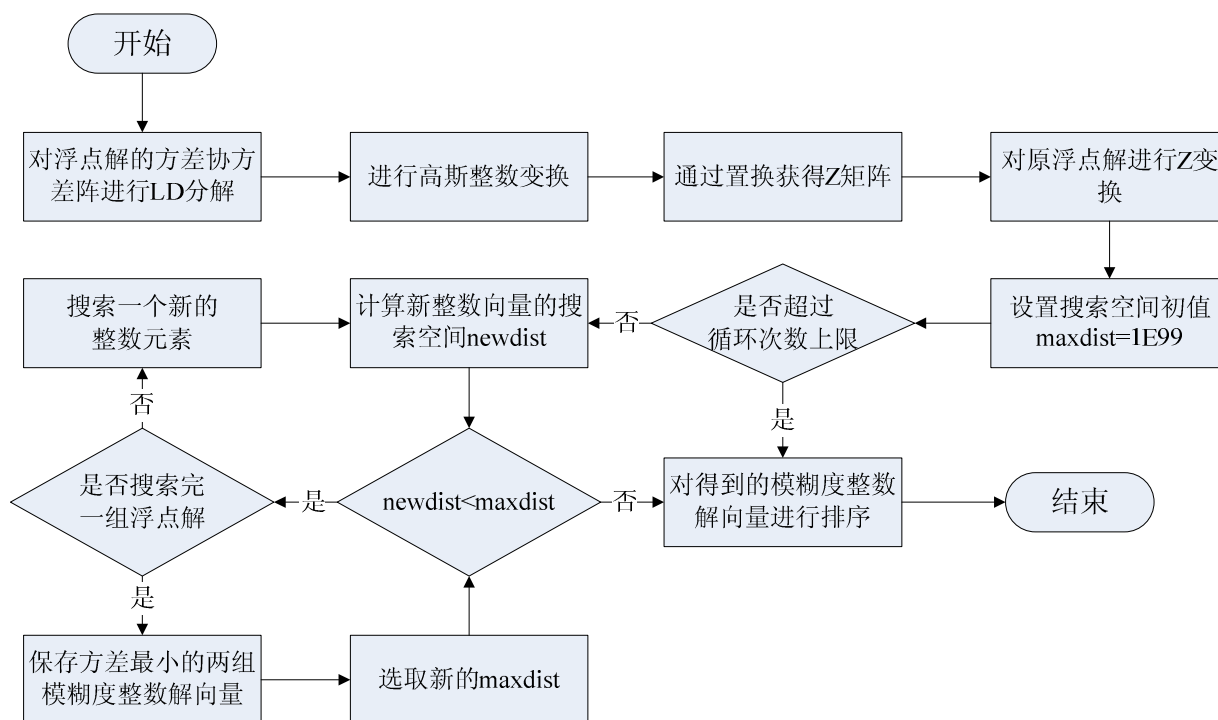 开始
对浮点解的方差协方
差阵进行LD分解
进行高斯整数变换
通过置换获得Z矩阵
对原浮点解进行Z变
换
设置搜索空间初值
maxdist=1E99
是否超过
循环次数上限
否
是
计算新整数向量的搜
索空间newdist
搜索一个新的
整数元素
否
newdist<maxdist
是
否
是否搜索完
一组浮点解
是
对得到的模糊度整数
解向量进行排序
结束
保存方差最小的两组
模糊度整数解向量
选取新的maxdist